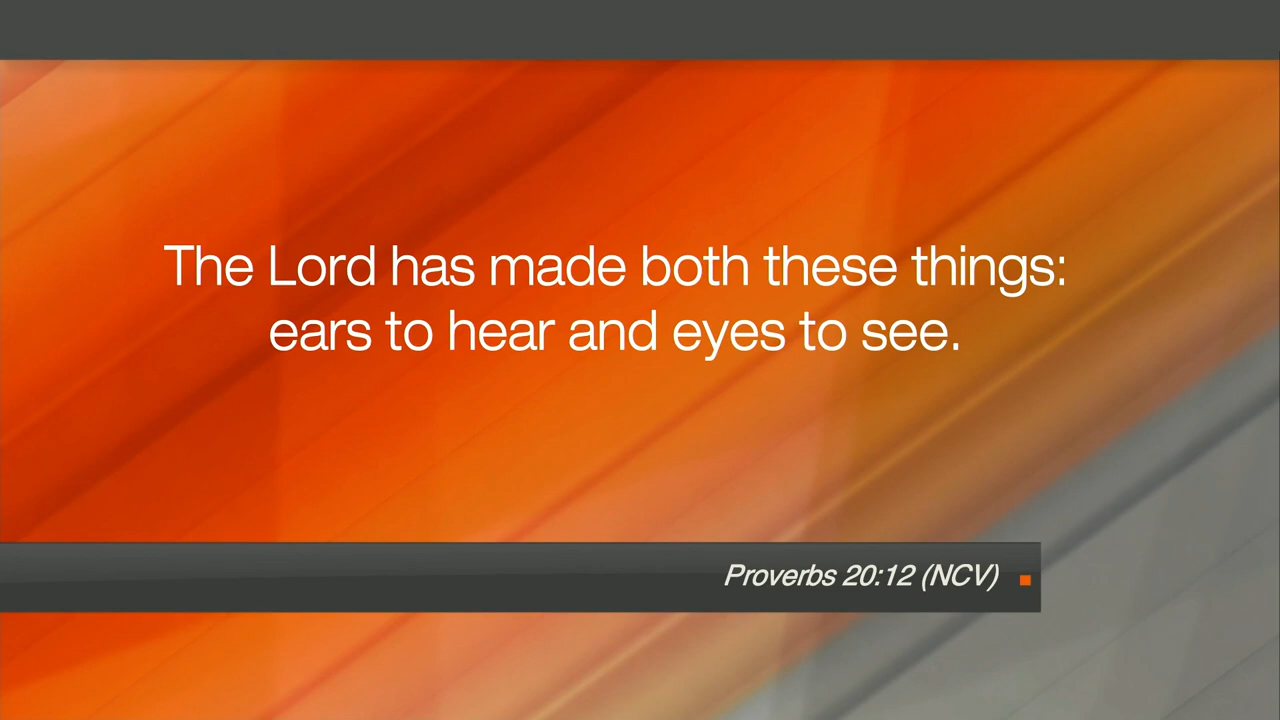 The Lord has made both these things:
ears to hear and eyes to see.
Proverbs 20:12 (NCV)